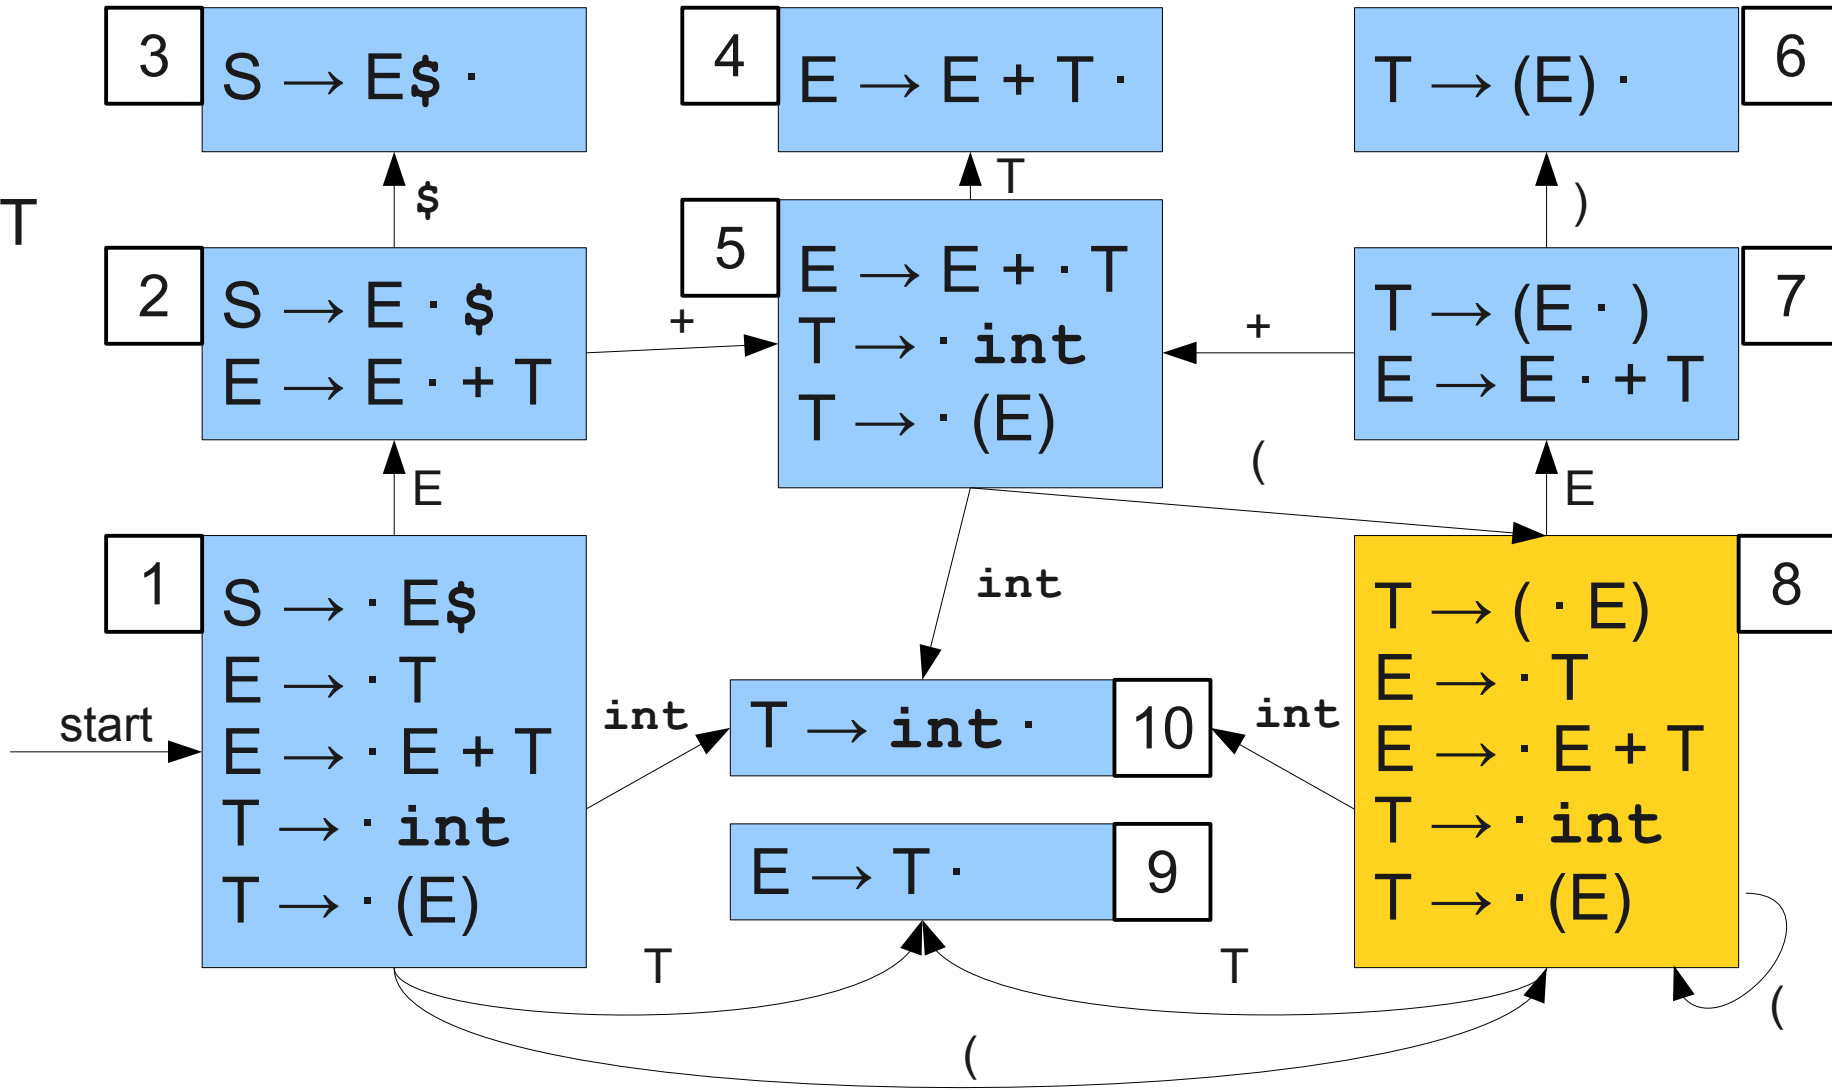 3
S → E$ ·
4
E → E + T ·
T → (E) ·
6
$
T
)
T
2
S → E · $
E → E · + T
+
5
E → E + · T
T → · int
T → · (E)
+
T → (E · )
E → E · + T
7
E
(
E
1
S → · E$
E → · T
E → · E + T
T → · int
T → · (E)
start
int
int
T → int ·
10
int
E → T ·
9
T → ( · E)
E → · T
E → · E + T
T → · int
T → · (E)
8
T
T
(
(